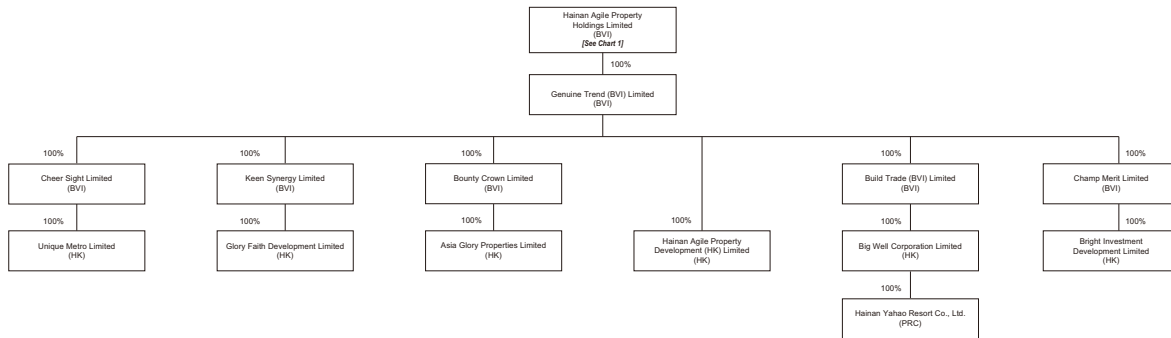 Hainan Agile Property
Holdings Limited
(BVI)
[See Chart 1]
100%
Genuine Trend (BVI) Limited
(BVI)
100%
100%
100%
100%
100%
Cheer Sight Limited
(BVI)
Keen Synergy Limited
(BVI)
Bounty Crown Limited
(BVI)
Build Trade (BVI) Limited
(BVI)
Champ Merit Limited
(BVI)
100%
100%
100%
100%
100%
100%
Unique Metro Limited
(HK)
Glory Faith Development Limited
(HK)
Asia Glory Properties Limited
(HK)
Hainan Agile Property
Development (HK) Limited
(HK)
Big Well Corporation Limited
(HK)
Bright Investment
Development Limited
(HK)
100%
Hainan Yahao Resort Co., Ltd.
(PRC)